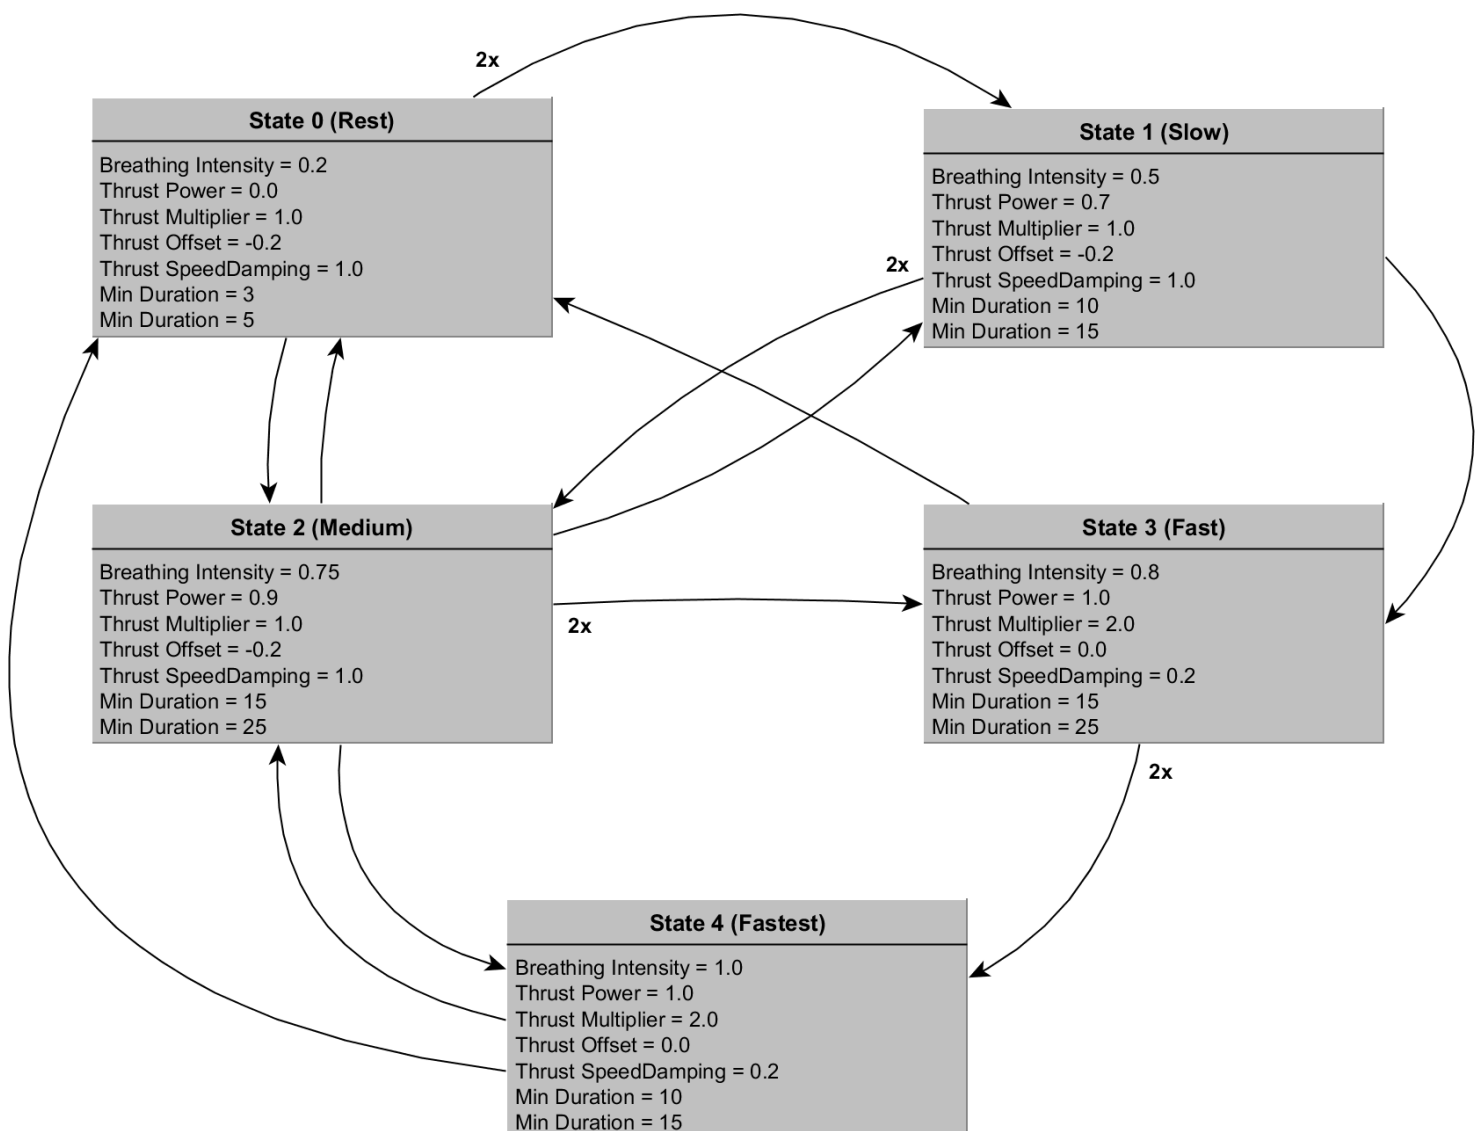 2x
State 0 (Rest)
Breathing Intensity = 0.2
Thrust Power = 0.0
Thrust Multiplier = 1.0
Thrust Offset = -0.2
Thrust SpeedDamping = 1.0
Min Duration = 3
Min Duration = 5
State 1 (Slow)
Breathing Intensity = 0.5
Thrust Power = 0.7
Thrust Multiplier = 1.0
Thrust Offset = -0.2
Thrust SpeedDamping = 1.0
Min Duration = 10
Min Duration = 15
2x
State 2 (Medium)
Breathing Intensity = 0.75
Thrust Power = 0.9
Thrust Multiplier = 1.0
Thrust Offset = -0.2
Thrust SpeedDamping = 1.0
Min Duration = 15
Min Duration = 25
2x
State 3 (Fast)
Breathing Intensity = 0.8
Thrust Power = 1.0
Thrust Multiplier = 2.0
Thrust Offset = 0.0
Thrust SpeedDamping = 0.2
Min Duration = 15
Min Duration = 25
2x
State 4 (Fastest)
Breathing Intensity = 1.0
Thrust Power = 1.0
Thrust Multiplier = 2.0
Thrust Offset = 0.0
Thrust SpeedDamping = 0.2
Min Duration = 10
Min Duration = 15